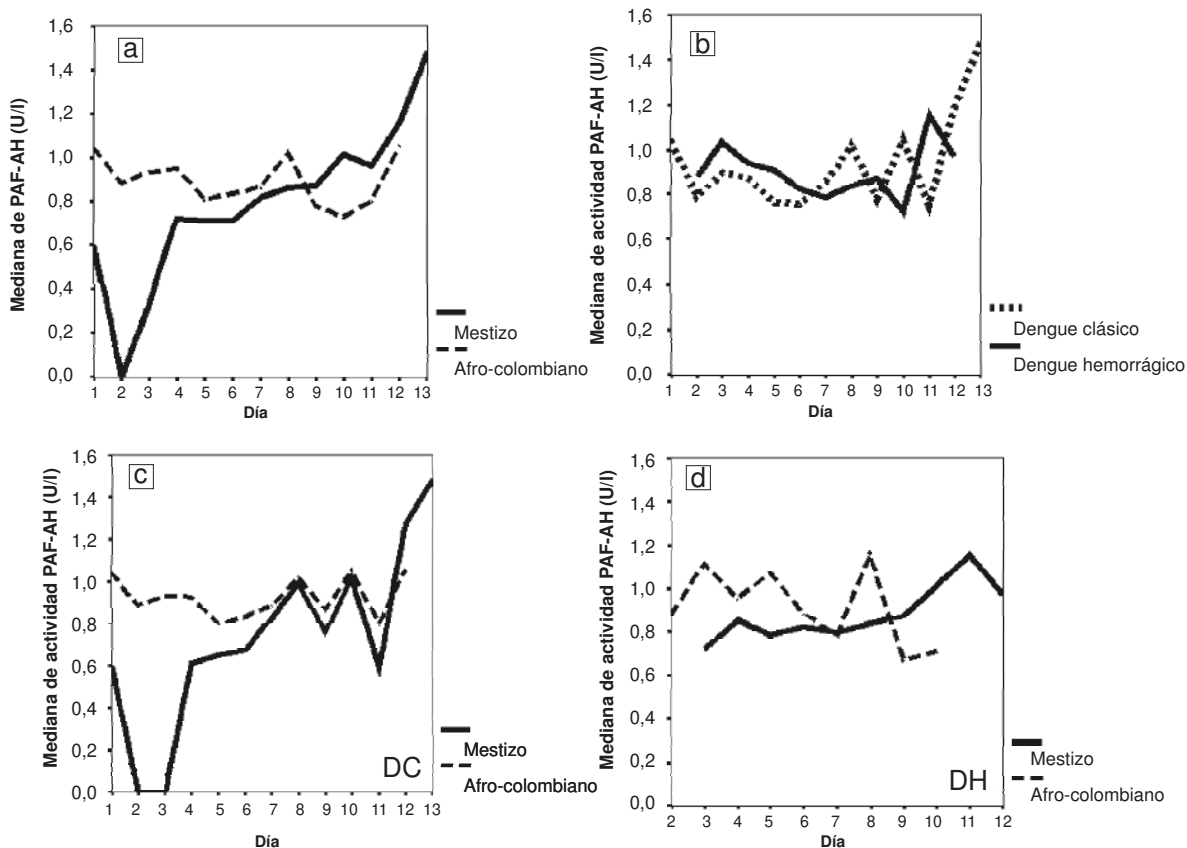 a
Mediana de PAF-AH (U/l)
1,6
1,4
1,2
1,0
0,8
0,6
0,4
0,2
0,0
1 2 3 4 5 6 7 8 9 10 11 12 13
Día
Mestizo
Afro-colombiano
b
Mediana de actividad PAF-AH (U/l)
1,6
1,4
1,2
1,0
0,8
0,6
0,4
0,2
0,0
1 2 3 4 5 6 7 8 9 10 11 12 13
Día
Dengue clásico
Dengue hemorrágico
c
Mediana de actividad PAF-AH (U/l)
1,6
1,4
1,2
1,0
0,8
0,6
0,4
0,2
0,0
1 2 3 4 5 6 7 8 9 10 11 12 13
Día
DC
Mestizo
Afro-colombiano
d
Mediana de actividad PAF-AH (U/l)
1,6
1,4
1,2
1,0
0,8
0,6
0,4
0,2
0,0
2 3 4 5 6 7 8 9 10 11 12
Día
DH
Mestizo
Afro-colombiano